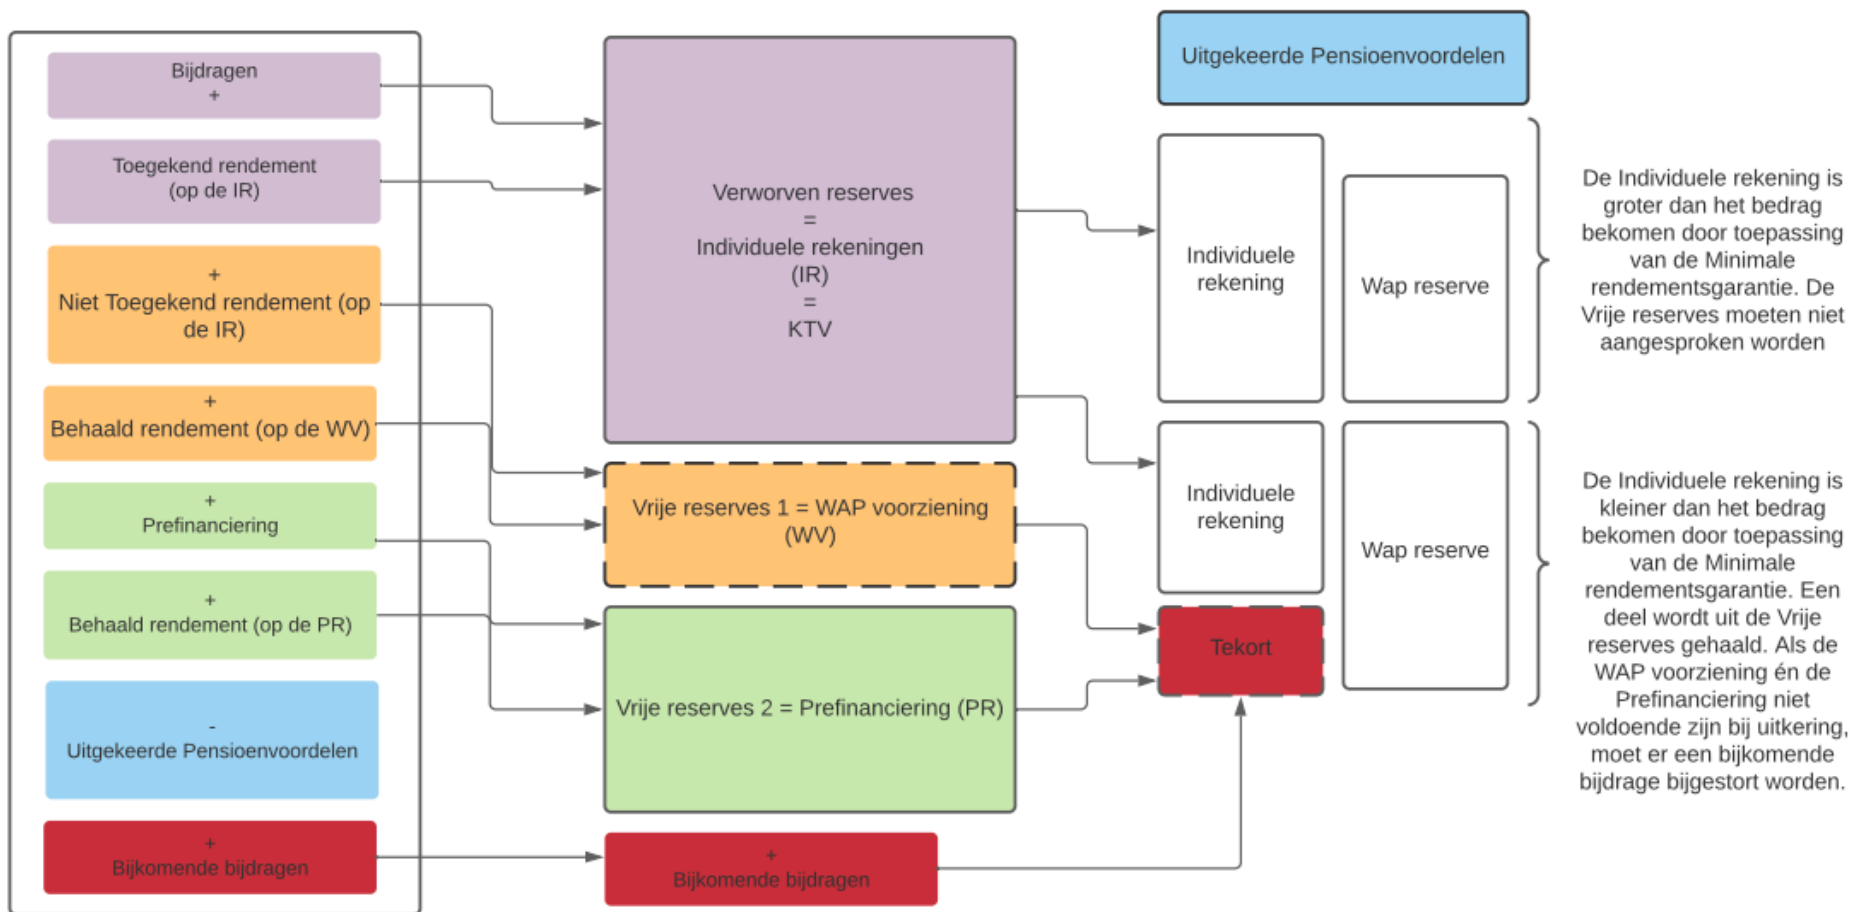 Bijdragen
+
Toegekend rendement
(op de IR)
+
Niet Toegekend rendement (op
de IR)
+
Behaald rendement (op de WV)
+
Prefinanciering
+
Behaald rendement (op de PR)
-
Uitgekeerde Pensioenvoordelen
+
Bijkomende bijdragen
Verworven reserves
=
Individuele rekeningen
(IR)
=
KTV
Vrije reserves 1 = WAP voorziening
(WV)
Vrije reserves 2 = Prefinanciering (PR)
+
Bijkomende bijdragen
Uitgekeerde Pensioenvoordelen
Individuele
rekening
Wap reserve
De Individuele rekening is
groter dan het bedrag
bekomen door toepassing
van de Minimale
rendementsgarantie. De
Vrije reserves moeten niet
aangesproken worden
Individuele
rekening
Wap reserve
Tekort
De Individuele rekening is
kleiner dan het bedrag
bekomen door toepassing
van de Minimale
rendementsgarantie. Een
deel wordt uit de Vrije
reserves gehaald. Als de
WAP voorziening én de
Prefinanciering niet
voldoende zijn bij uitkering,
moet er een bijkomende
bijdrage bijgestort worden.